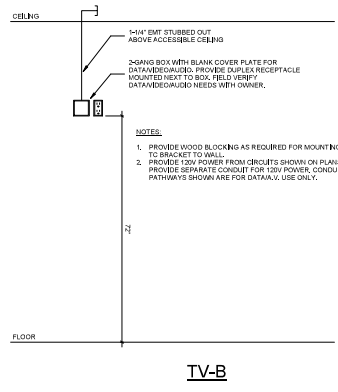 CEILING
1-1/4" EMT STUBBED OUT
ABOVE ACCESSIBLE CEILING
2-GANG BOX WITH BLANK COVER PLATE FOR
DATA/VIDEO/AUDIO. PROVIDE DUPLEX RECEPTACLE
MOUNTED NEXT TO BOX. FIELD VERIFY
DATA/VIDEO/AUDIO NEEDS WITH OWNER.
NOTES:
1. PROVIDE WOOD BLOCKING AS REQUIRED FOR MOUNTING
TC BRACKET TO WALL.
2. PROVIDE 120V POWER FROM CIRCUITS SHOWN ON PLAN
PROVIDE SEPARATE CONDUIT FOR 120V POWER, CONDU
PATHWAYS SHOWN ARE FOR DATA/A.V. USE ONLY.
72"
FLOOR
TV-B